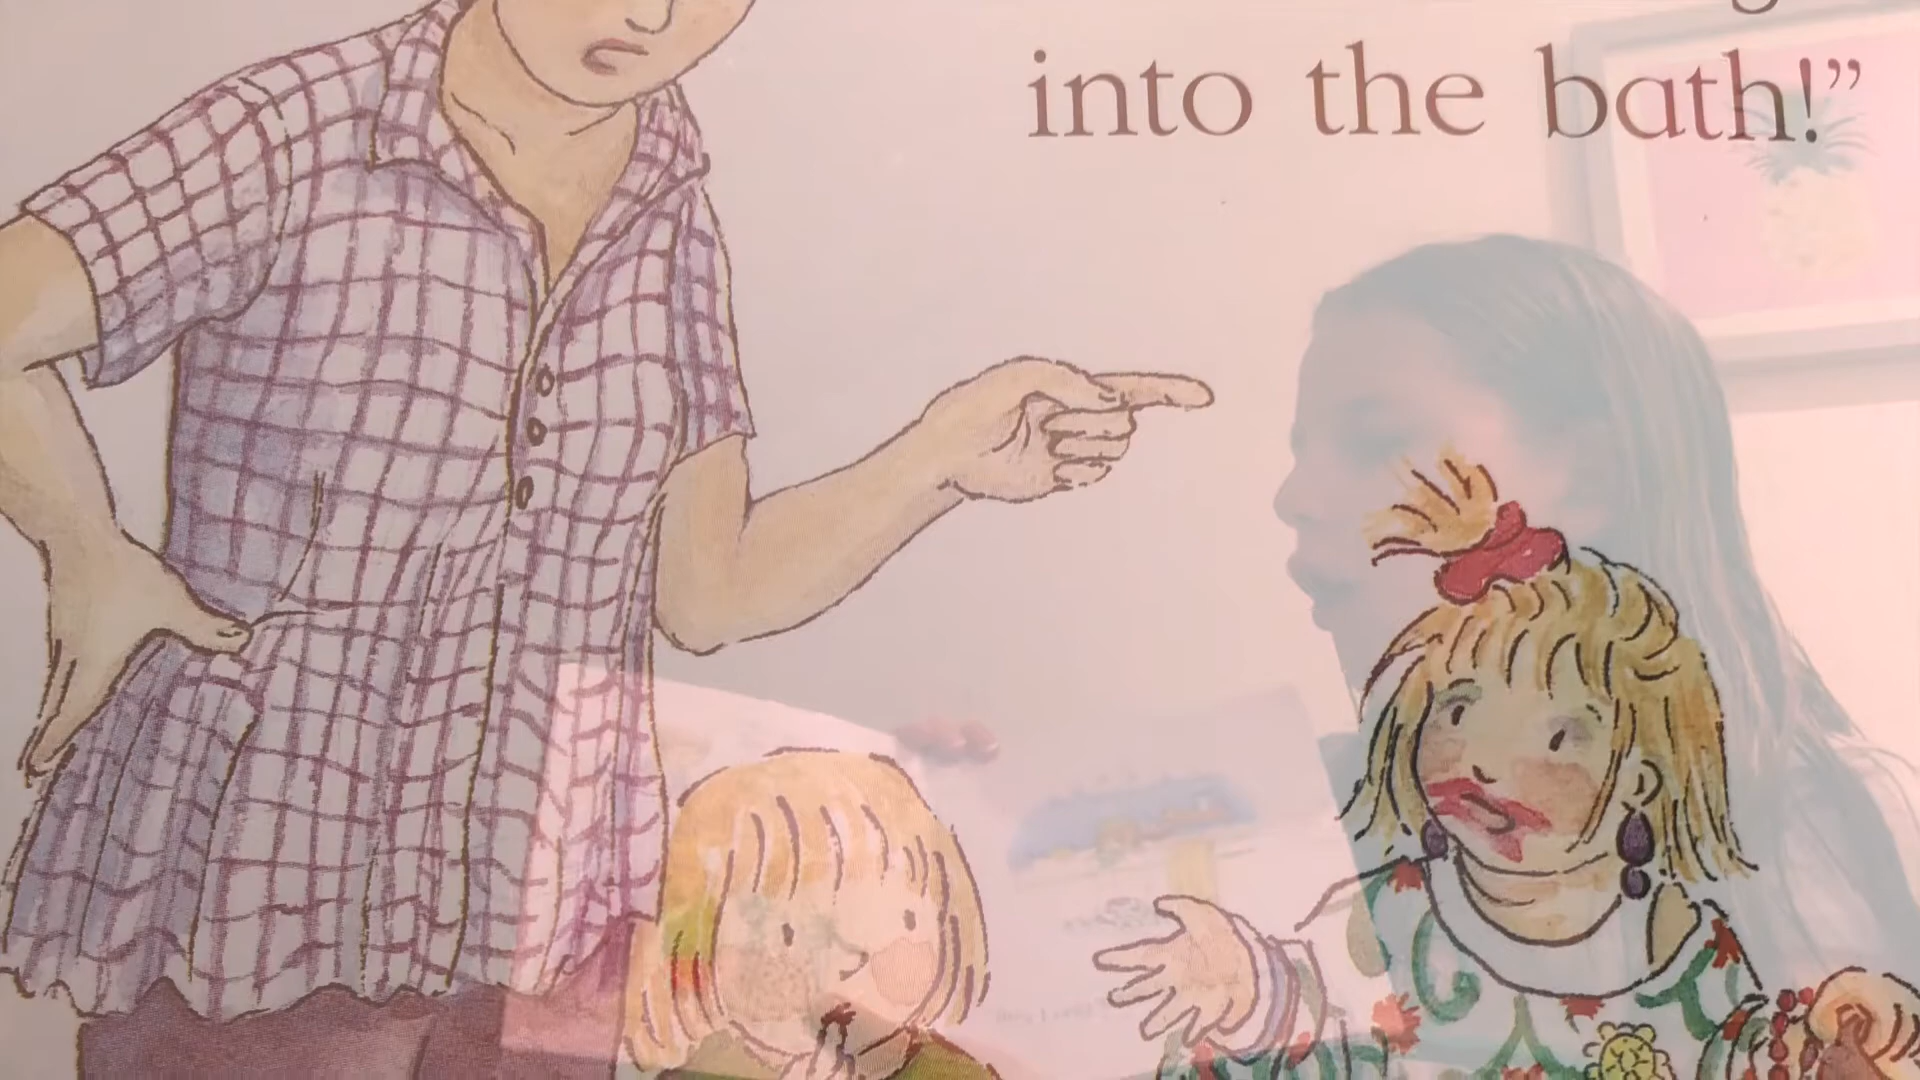 into the bath!”